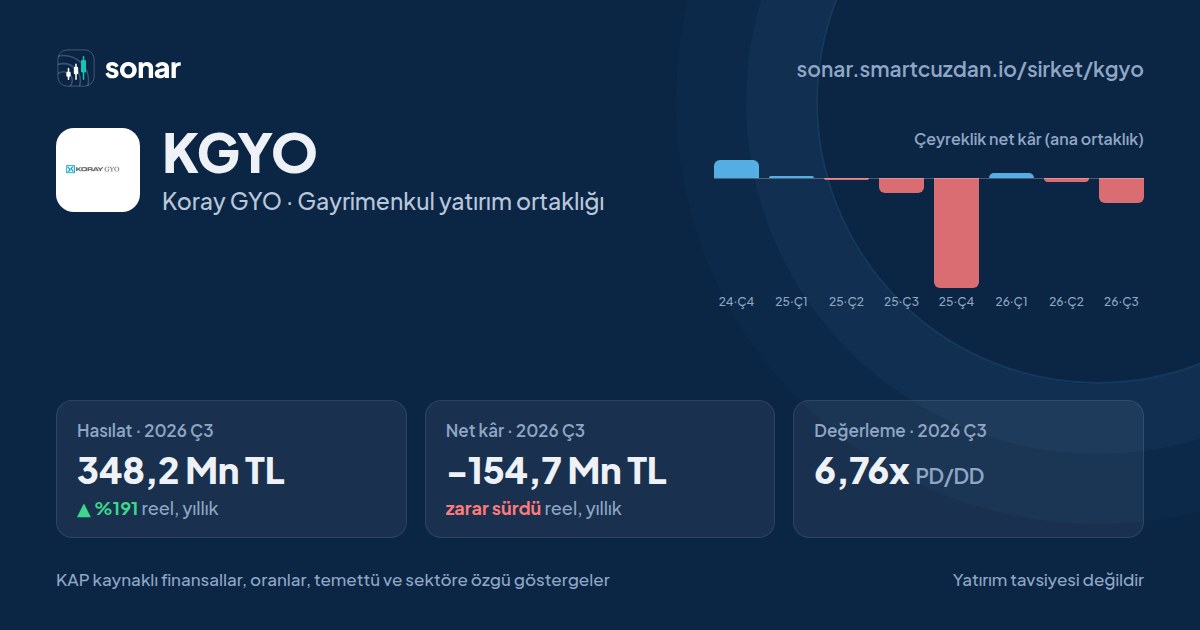 sonar
sonar.smartcuzdan.io/sirket/kgyo
KORAY GYO
KGYO
Koray GYO · Gayrimenkul yatırım ortaklığı
Çeyreklik net kâr (ana ortaklık)
24·Ç4 25·Ç1 25·Ç2 25·Ç3 25·Ç4 26·Ç1 26·Ç2 26·Ç3
Hasılat · 2026 Ç3
348,2 Mn TL
▲ %191 reel, yıllık
Net kâr · 2026 Ç3
-154,7 Mn TL
zarar sürdü reel, yıllık
Değerleme · 2026 Ç3
6,76x PD/DD
KAP kaynaklı finansallar, oranlar, temettü ve sektöre özgü göstergeler
Yatırım tavsiyesi değildir